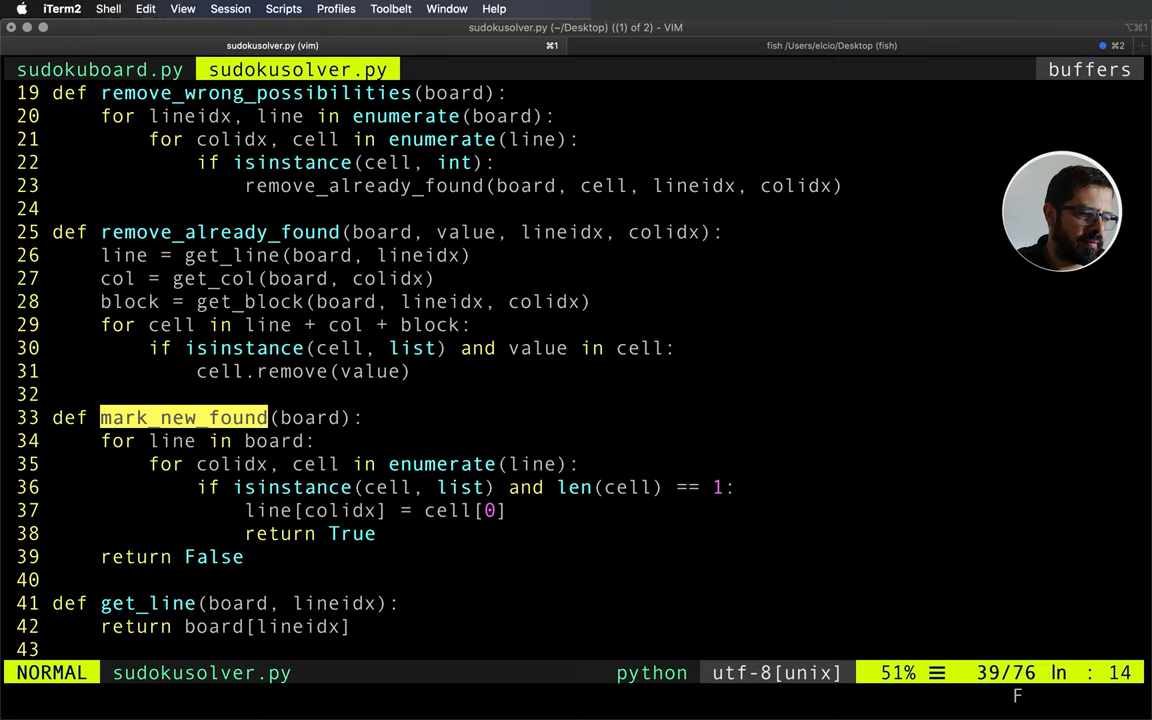 iTerm2 Shell Edit View Session Scripts Profiles Toolbelt Window Help
sudokusolver.py (~/Desktop) ((1) of 2) - VIM ⌥⌘1
sudokusolver.py (vim) ⌘1 fish /Users/elcio/Desktop (fish) ⌘2 +
sudokuboard.py sudokusolver.py buffers
19 def remove_wrong_possibilities(board):
20     for lineidx, line in enumerate(board):
21         for colidx, cell in enumerate(line):
22             if isinstance(cell, int):
23                 remove_already_found(board, cell, lineidx, colidx)
24
25 def remove_already_found(board, value, lineidx, colidx):
26     line = get_line(board, lineidx)
27     col = get_col(board, colidx)
28     block = get_block(board, lineidx, colidx)
29     for cell in line + col + block:
30         if isinstance(cell, list) and value in cell:
31             cell.remove(value)
32
33 def mark_new_found(board):
34     for line in board:
35         for colidx, cell in enumerate(line):
36             if isinstance(cell, list) and len(cell) == 1:
37                 line[colidx] = cell[0]
38                 return True
39     return False
40
41 def get_line(board, lineidx):
42     return board[lineidx]
43
NORMAL sudokusolver.py python utf-8[unix] 51% ☰ 39/76 ln : 14
F